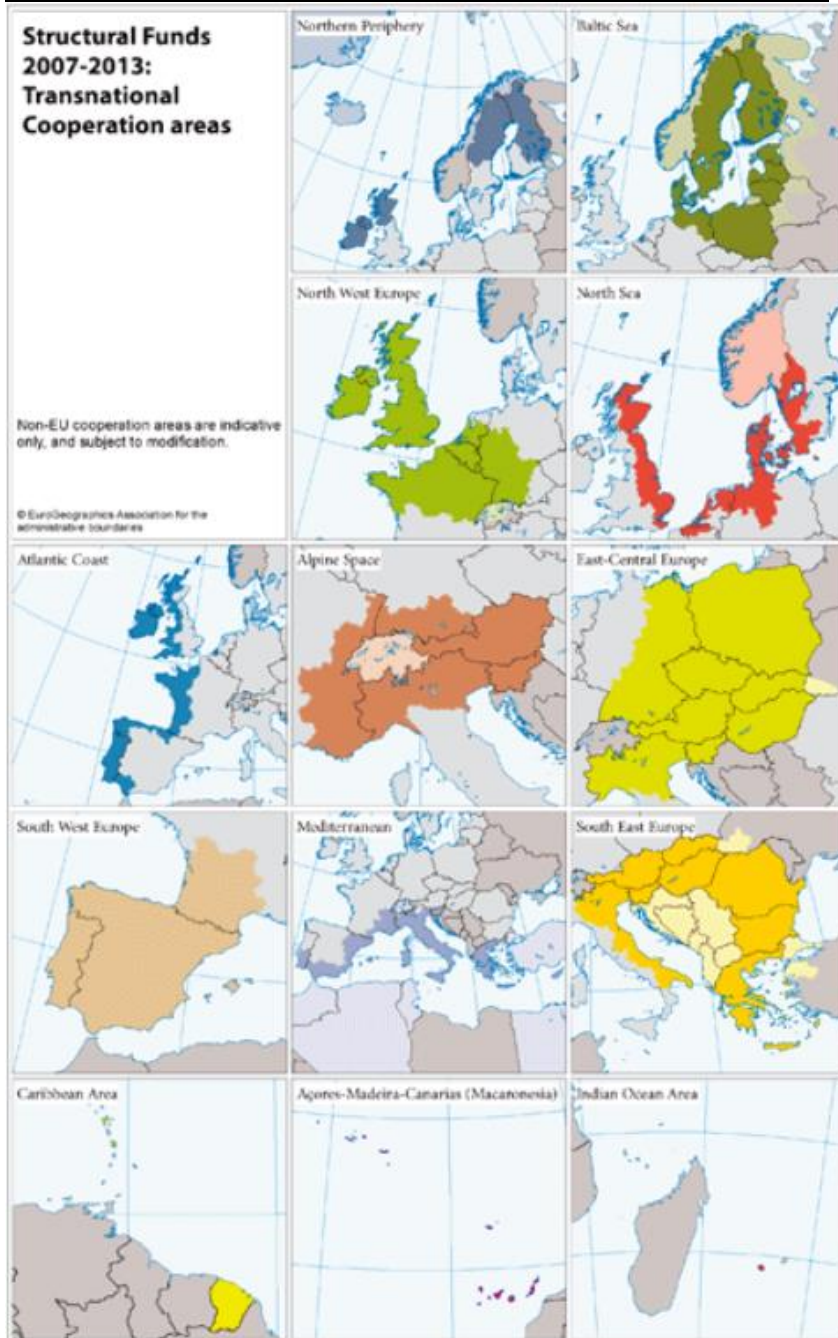 Structural Funds
2007-2013:
Transnational
Cooperation areas
Northern Periphery
Baltic Sea
North West Europe
North Sea
Non-EU cooperation areas are indicative
only, and subject to modification.
© EuroGeographics Association for the
administrative boundaries
Atlantic Coast
Alpine Space
East-Central Europe
South West Europe
Mediterranean
South East Europe
Caribbean Area
Açores-Madeira-Canarias (Macaronesia)
Indian Ocean Area